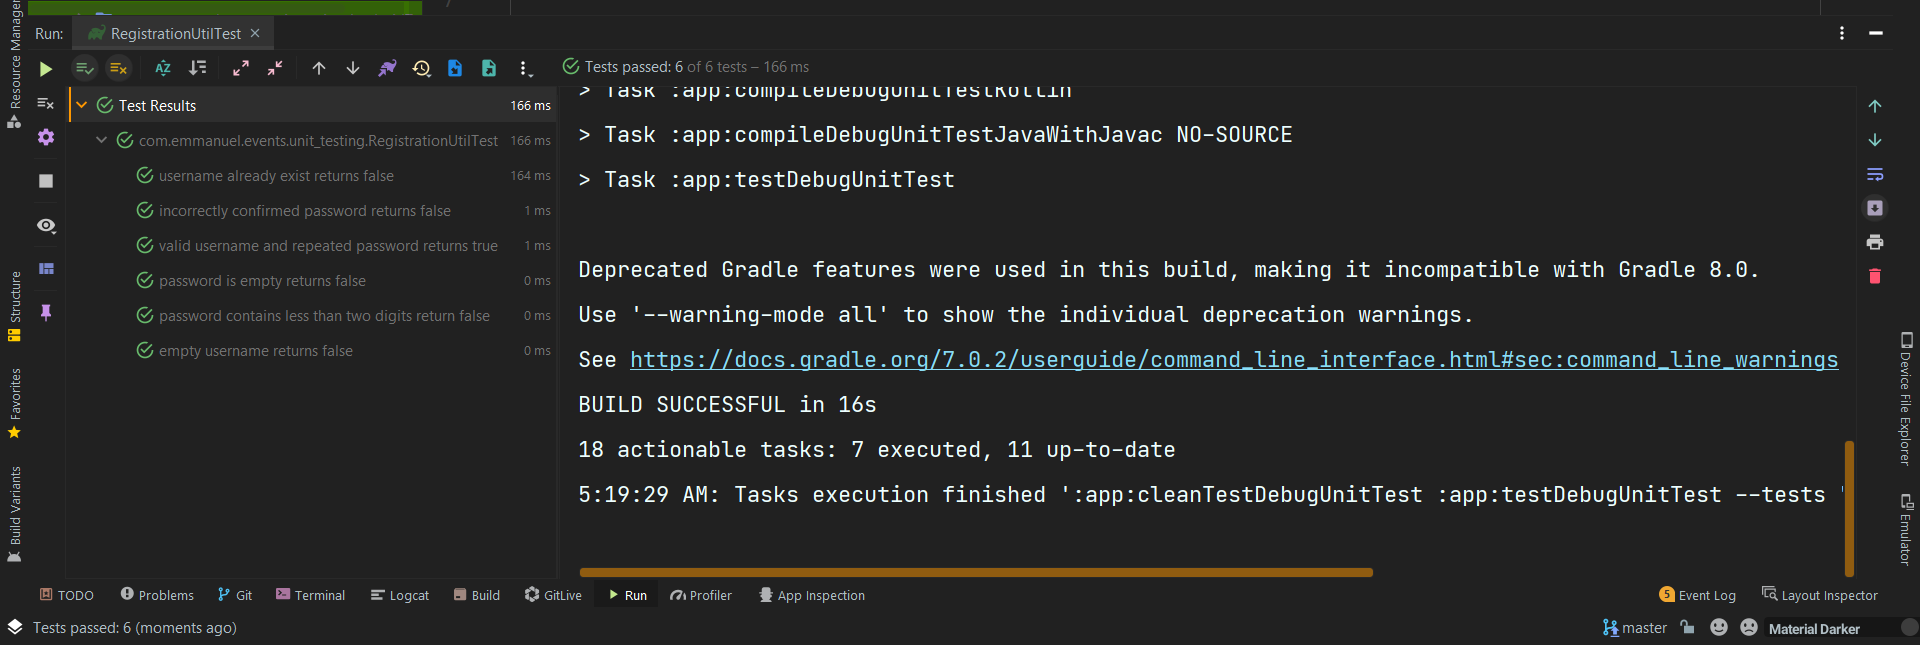 Run:
RegistrationUtilTest
Tests passed: 6 of 6 tests – 166 ms
Resource Manager
Structure
Favorites
Build Variants
Test Results 166 ms
com.emmanuel.events.unit_testing.RegistrationUtilTest 166 ms
username already exist returns false 164 ms
incorrectly confirmed password returns false 1 ms
valid username and repeated password returns true 1 ms
password is empty returns false 0 ms
password contains less than two digits return false 0 ms
empty username returns false 0 ms
> Task :app:compileDebugUnitTestKotlin
> Task :app:compileDebugUnitTestJavaWithJavac NO-SOURCE
> Task :app:testDebugUnitTest
Deprecated Gradle features were used in this build, making it incompatible with Gradle 8.0.
Use '--warning-mode all' to show the individual deprecation warnings.
See https://docs.gradle.org/7.0.2/userguide/command_line_interface.html#sec:command_line_warnings
BUILD SUCCESSFUL in 16s
18 actionable tasks: 7 executed, 11 up-to-date
5:19:29 AM: Tasks execution finished ':app:cleanTestDebugUnitTest :app:testDebugUnitTest --tests '
Device File Explorer
Emulator
TODO
Problems
Git
Terminal
Logcat
Build
GitLive
Run
Profiler
App Inspection
5 Event Log
Layout Inspector
Tests passed: 6 (moments ago)
master
Material Darker